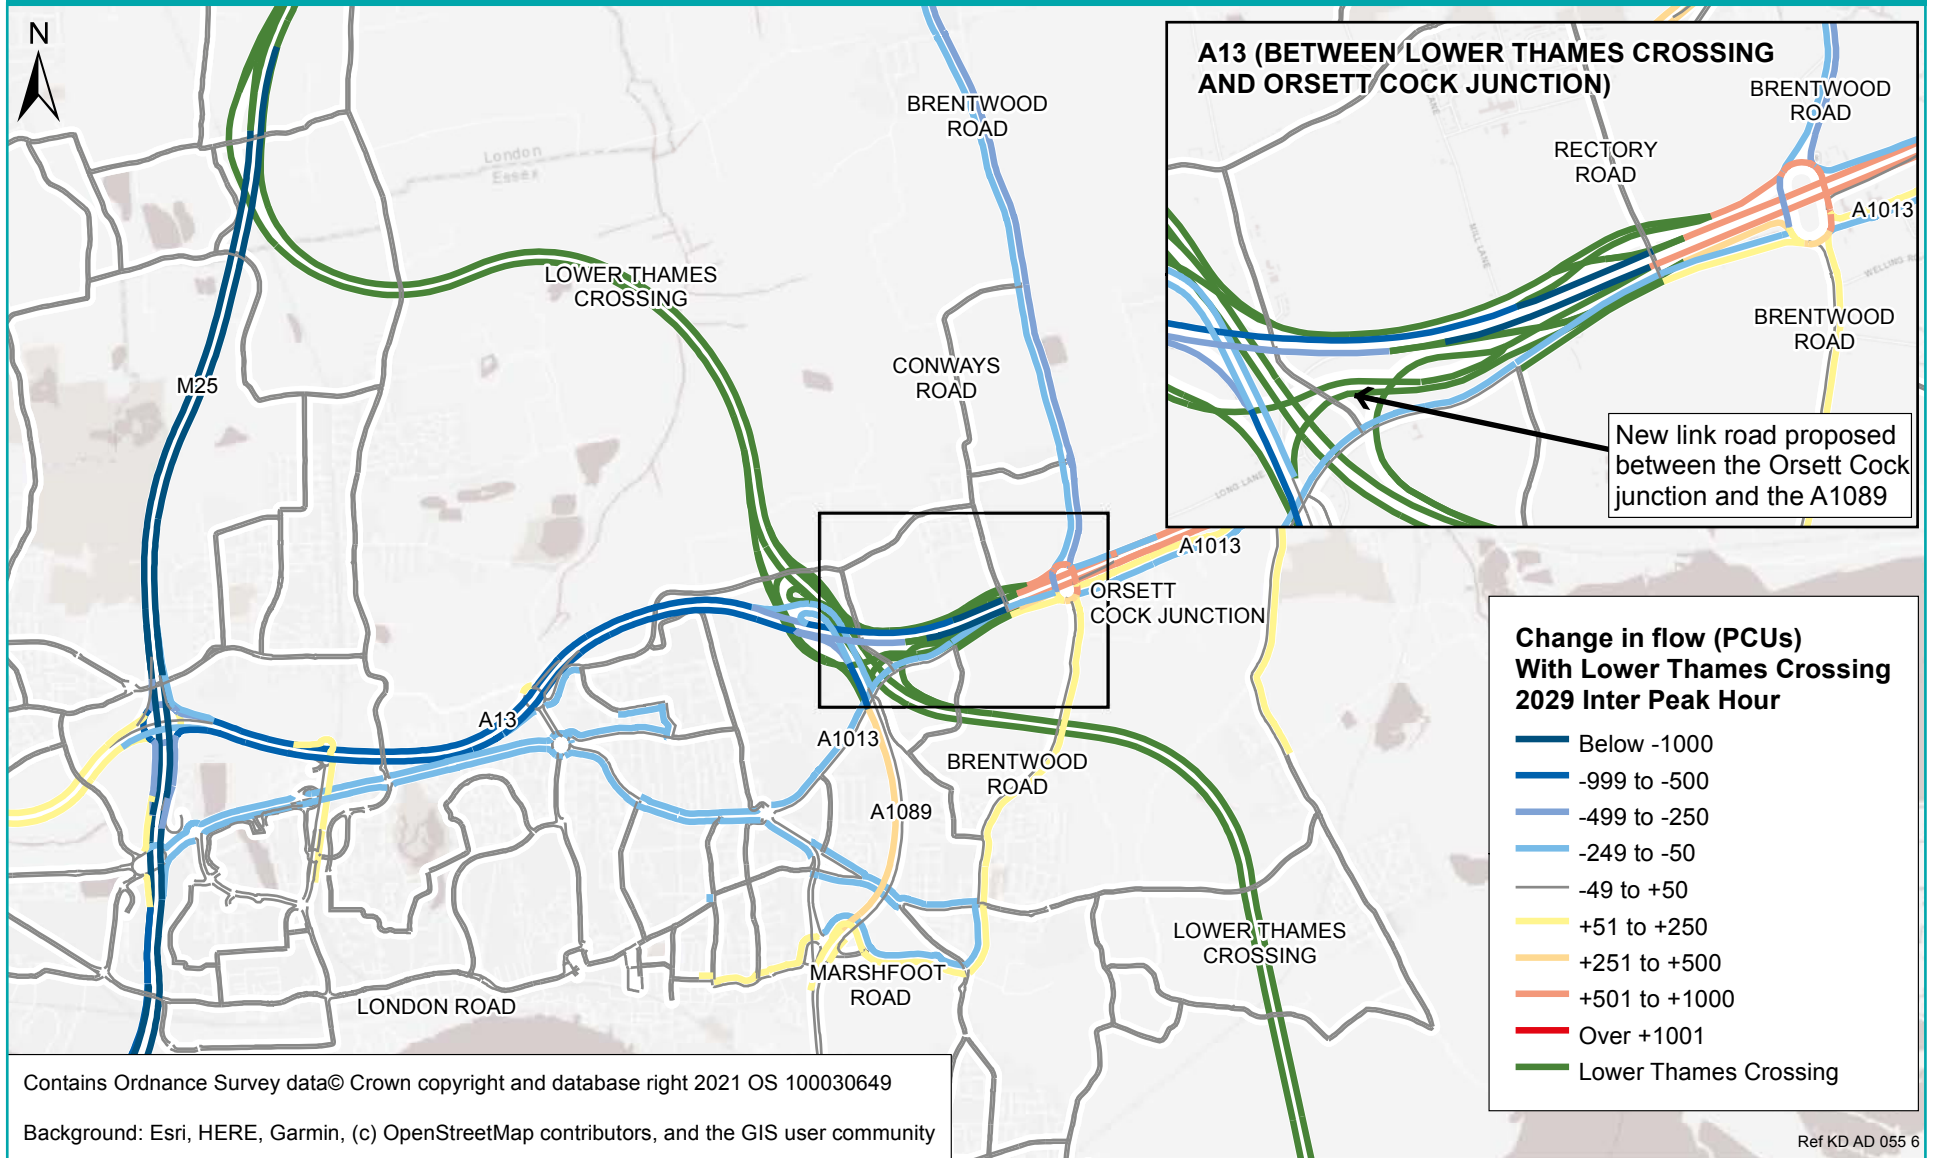 N
London
Essex
BRENTWOOD
ROAD
LOWER THAMES
CROSSING
M25
CONWAYS
ROAD
A13 (BETWEEN LOWER THAMES CROSSING
AND ORSETT COCK JUNCTION)
BRENTWOOD
ROAD
RECTORY
ROAD
A1013
LANE
MILL LANE
WELLING
BRENTWOOD
ROAD
LONG LANE
New link road proposed
between the Orsett Cock
junction and the A1089
A1013
ORSETT
COCK JUNCTION
A13
A1013
BRENTWOOD
ROAD
A1089
LOWER THAMES
CROSSING
MARSHFOOT
ROAD
LONDON ROAD
Change in flow (PCUs)
With Lower Thames Crossing
2029 Inter Peak Hour
Below -1000
-999 to -500
-499 to -250
-249 to -50
-49 to +50
+51 to +250
+251 to +500
+501 to +1000
Over +1001
Lower Thames Crossing
Contains Ordnance Survey data© Crown copyright and database right 2021 OS 100030649
Background: Esri, HERE, Garmin, (c) OpenStreetMap contributors, and the GIS user community
Ref KD AD 055 6